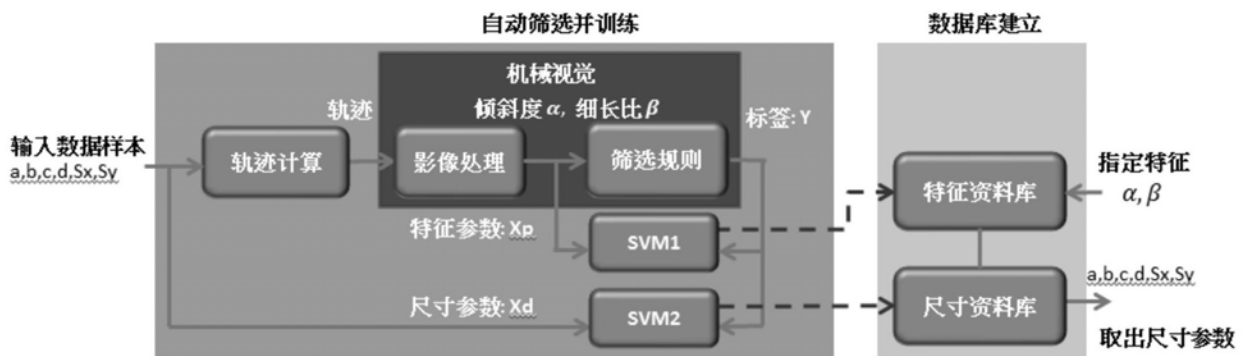 自动筛选并训练
数据库建立
机械视觉
倾斜度 α, 细长比 β
轨迹
标签: Y
输入数据样本
a,b,c,d,Sx,Sy
轨迹计算
影像处理
筛选规则
特征资料库
指定特征
α, β
特征参数: Xp
SVM1
尺寸参数: Xd
SVM2
尺寸资料库
a,b,c,d,Sx,Sy
取出尺寸参数